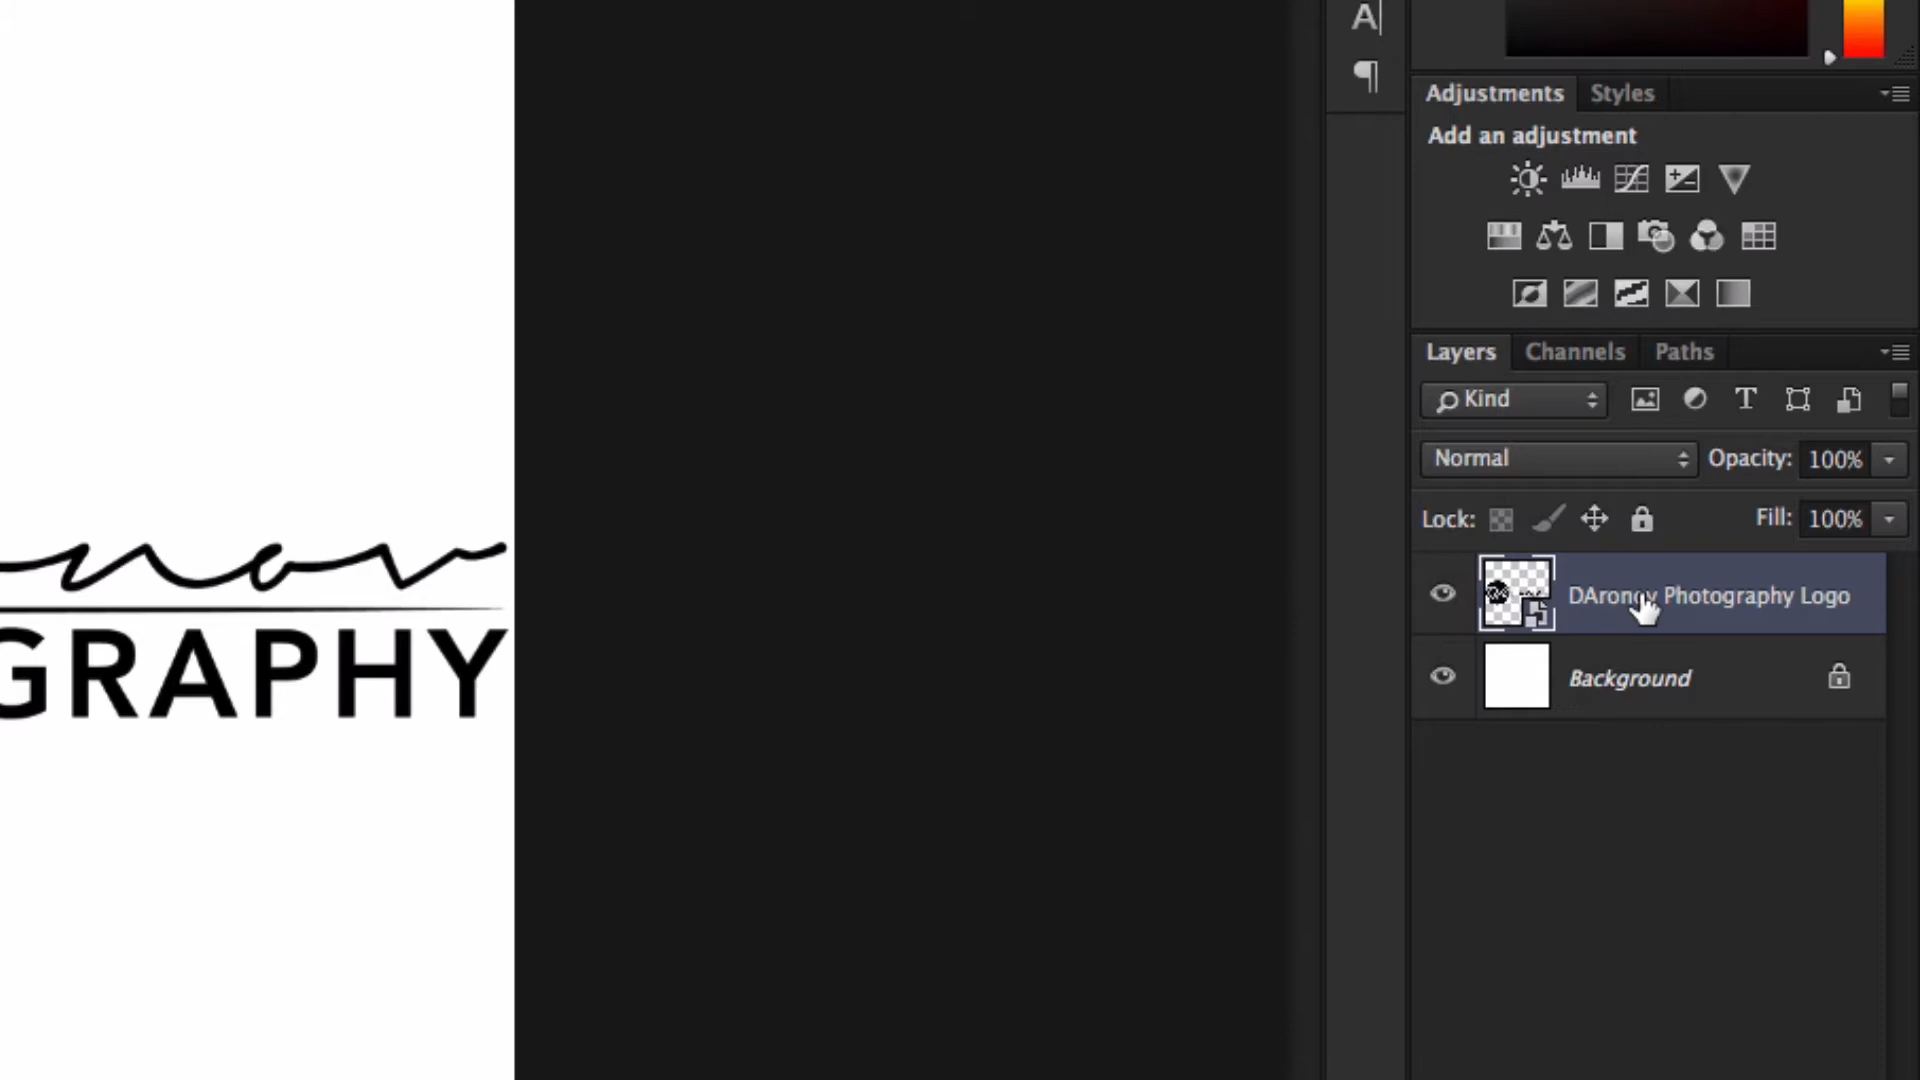 A
¶
Adjustments Styles
Add an adjustment
Layers Channels Paths
Kind T
Normal Opacity: 100%
nov
Lock: Fill: 100%
DAronov Photography Logo
GRAPHY
Background